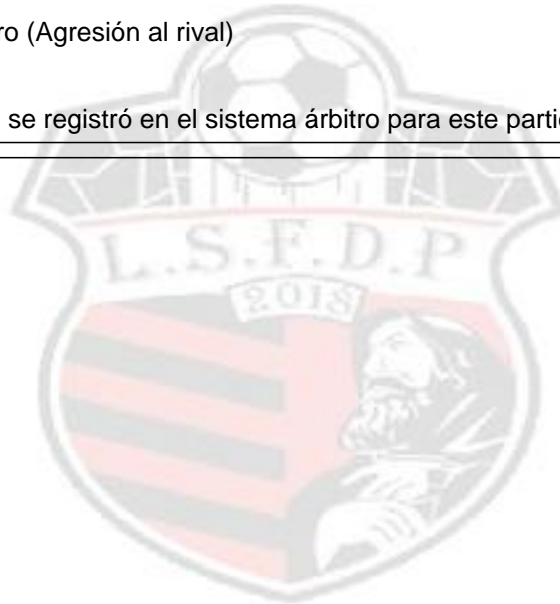 ro (Agresión al rival)
se registró en el sistema árbitro para este parti
L.S.F.D.P
2018